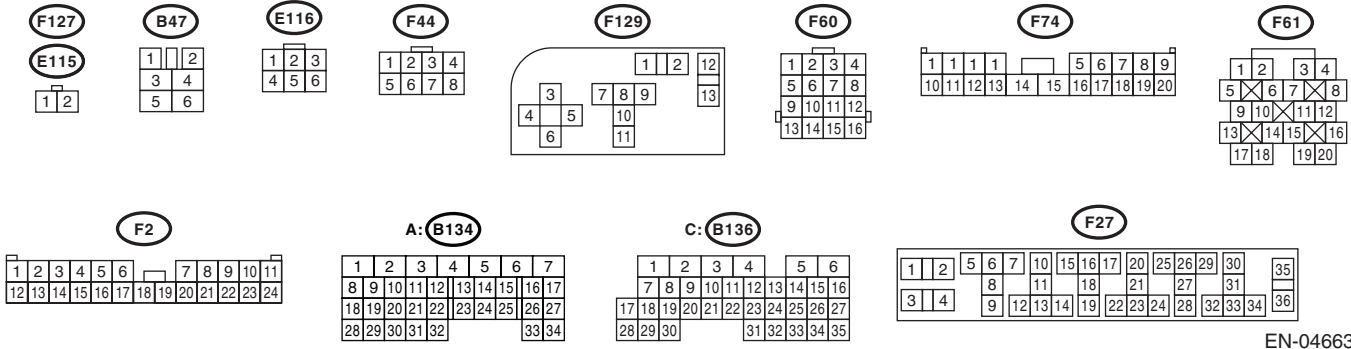 F127
E115
1 2
B47
1 2
3 4
5 6
E116
1 2 3
4 5 6
F44
1 2 3 4
5 6 7 8
F129
1 2 12
13
3 7 8 9
4 5 10
6 11
F60
1 2 3 4
5 6 7 8
9 10 11 12
13 14 15 16
F74
1 1 1 1 5 6 7 8 9
10 11 12 13 14 15 16 17 18 19 20
F61
1 2 3 4
5 6 7 8
9 10 11 12
13 14 15 16
17 18 19 20
F2
1 2 3 4 5 6 7 8 9 10 11
12 13 14 15 16 17 18 19 20 21 22 23 24
A: B134
1 2 3 4 5 6 7
8 9 10 11 12 13 14 15 16 17
18 19 20 21 22 23 24 25 26 27
28 29 30 31 32 33 34
C: B136
1 2 3 4 5 6
7 8 9 10 11 12 13 14 15 16
17 18 19 20 21 22 23 24 25 26 27
28 29 30 31 32 33 34 35
F27
1 2 5 6 7 10 15 16 17 20 25 26 29 30 35
8 11 18 21 27 31
3 4 9 12 13 14 19 22 23 24 28 32 33 34 36
EN-04663